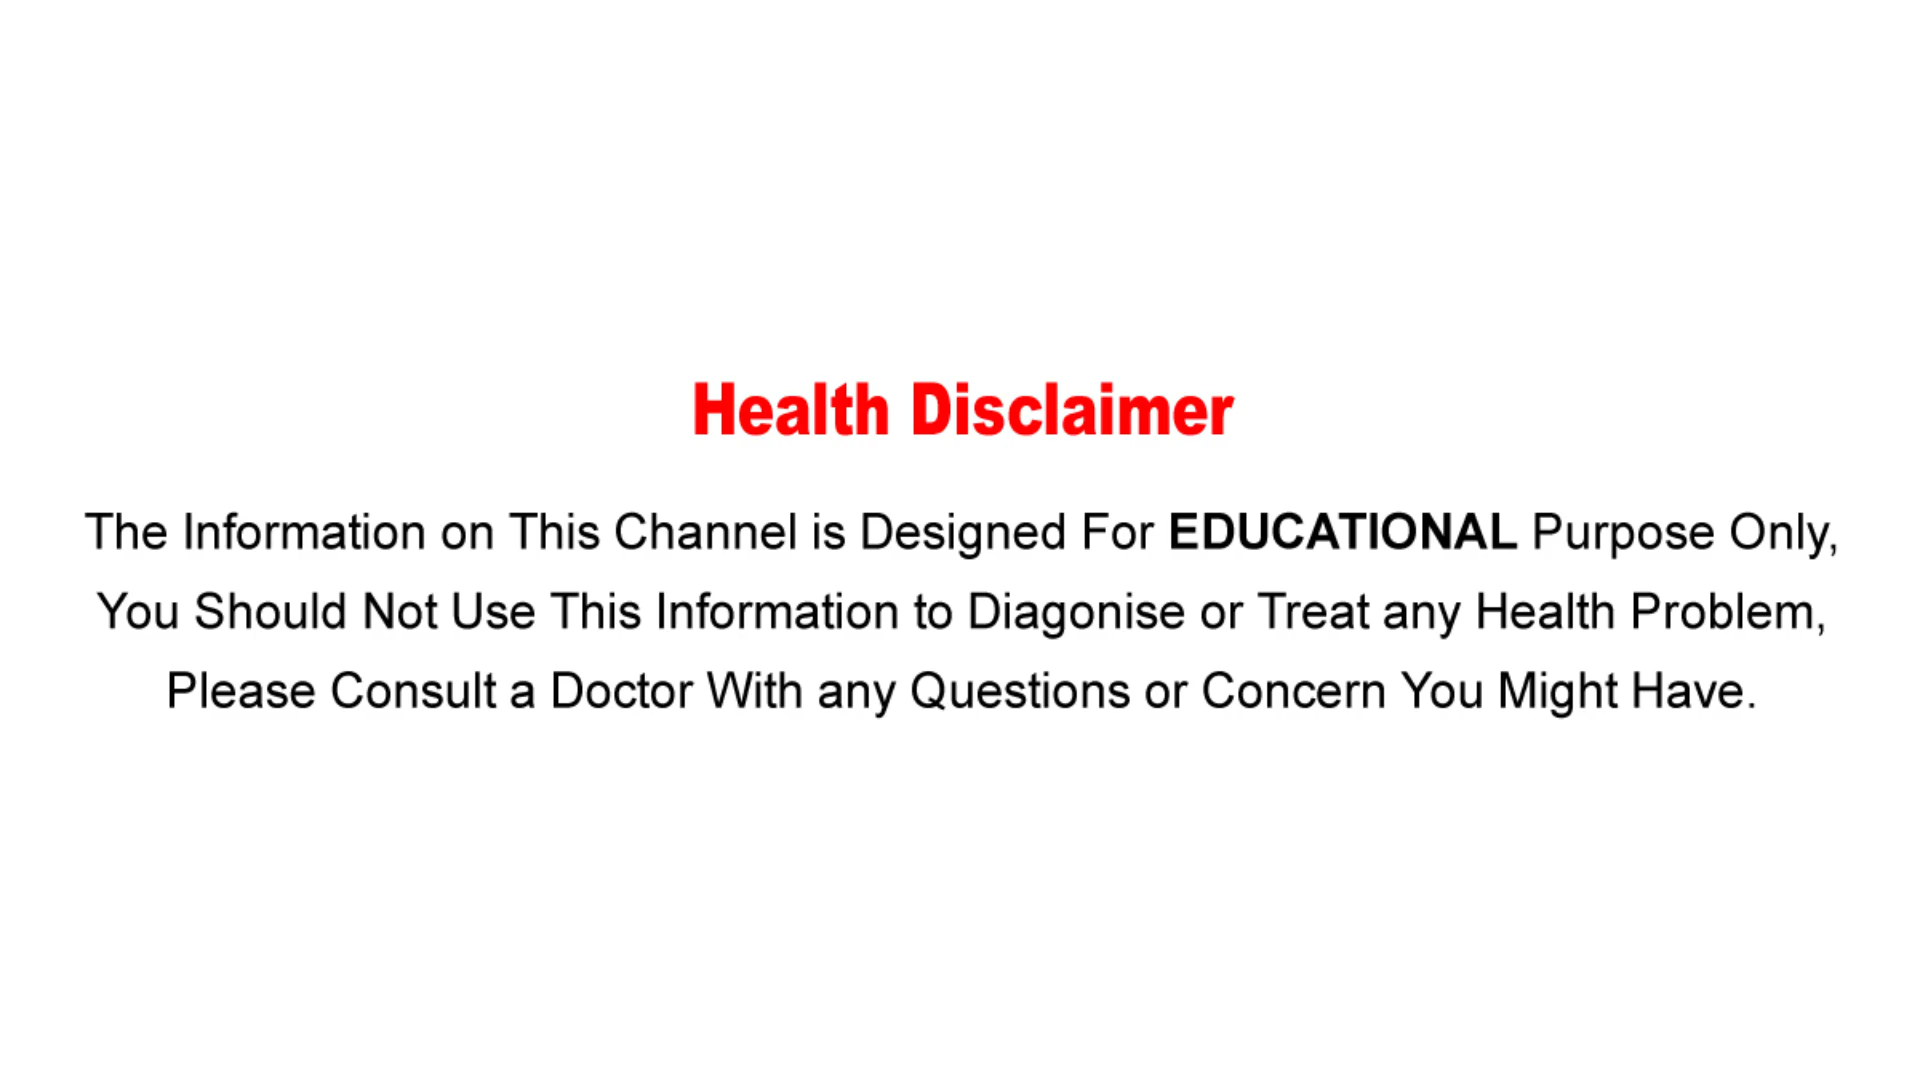 Health Disclaimer
The Information on This Channel is Designed For EDUCATIONAL Purpose Only,
You Should Not Use This Information to Diagonise or Treat any Health Problem,
Please Consult a Doctor With any Questions or Concern You Might Have.